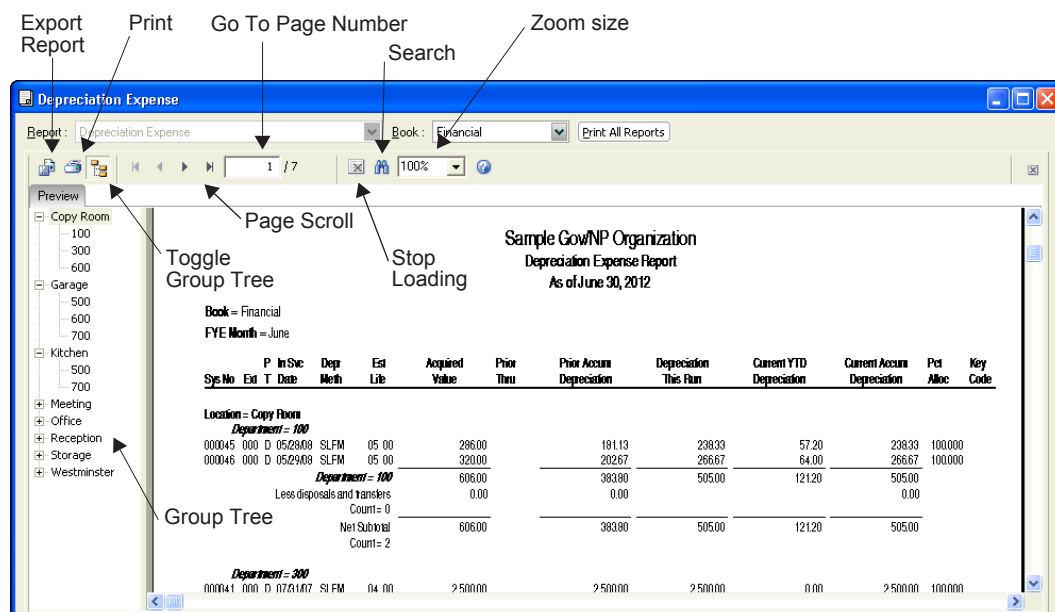 Export Report
Print
Go To Page Number
Search
Zoom size
Depreciation Expense
Report: Depreciation Expense Book: Financial Print All Reports
1 / 7 100%
Preview
Page Scroll
Toggle Group Tree
Stop Loading
Group Tree
Copy Room
100
300
600
Garage
500
600
700
Kitchen
500
700
Meeting
Office
Reception
Storage
Westminster
Sample Gov/NP Organization
Depreciation Expense Report
As of June 30, 2012
Book = Financial
FYE Month = June
P In Svc Depr Est Acquired Prior Prior Accum Depreciation Current YTD Current Accum Pct Key
Sys No Ext T Date Meth Life Value Thru Depreciation This Run Depreciation Depreciation Alloc Code
Location = Copy Room
Department = 100
000045 000 D 05/28/08 SLFM 05 00 286.00 181.13 238.33 57.20 238.33 100.000
000046 000 D 05/29/08 SLFM 05 00 320.00 202.67 266.67 64.00 266.67 100.000
Department = 100 606.00 383.80 505.00 121.20 505.00
Less disposals and transfers 0.00 0.00 0.00
Count = 0
Net Subtotal 606.00 383.80 505.00 121.20 505.00
Count = 2
Department = 300
000041 000 D 07/31/07 SLFM 04 00 2,500.00 2,500.00 2,500.00 0.00 2,500.00 100.000